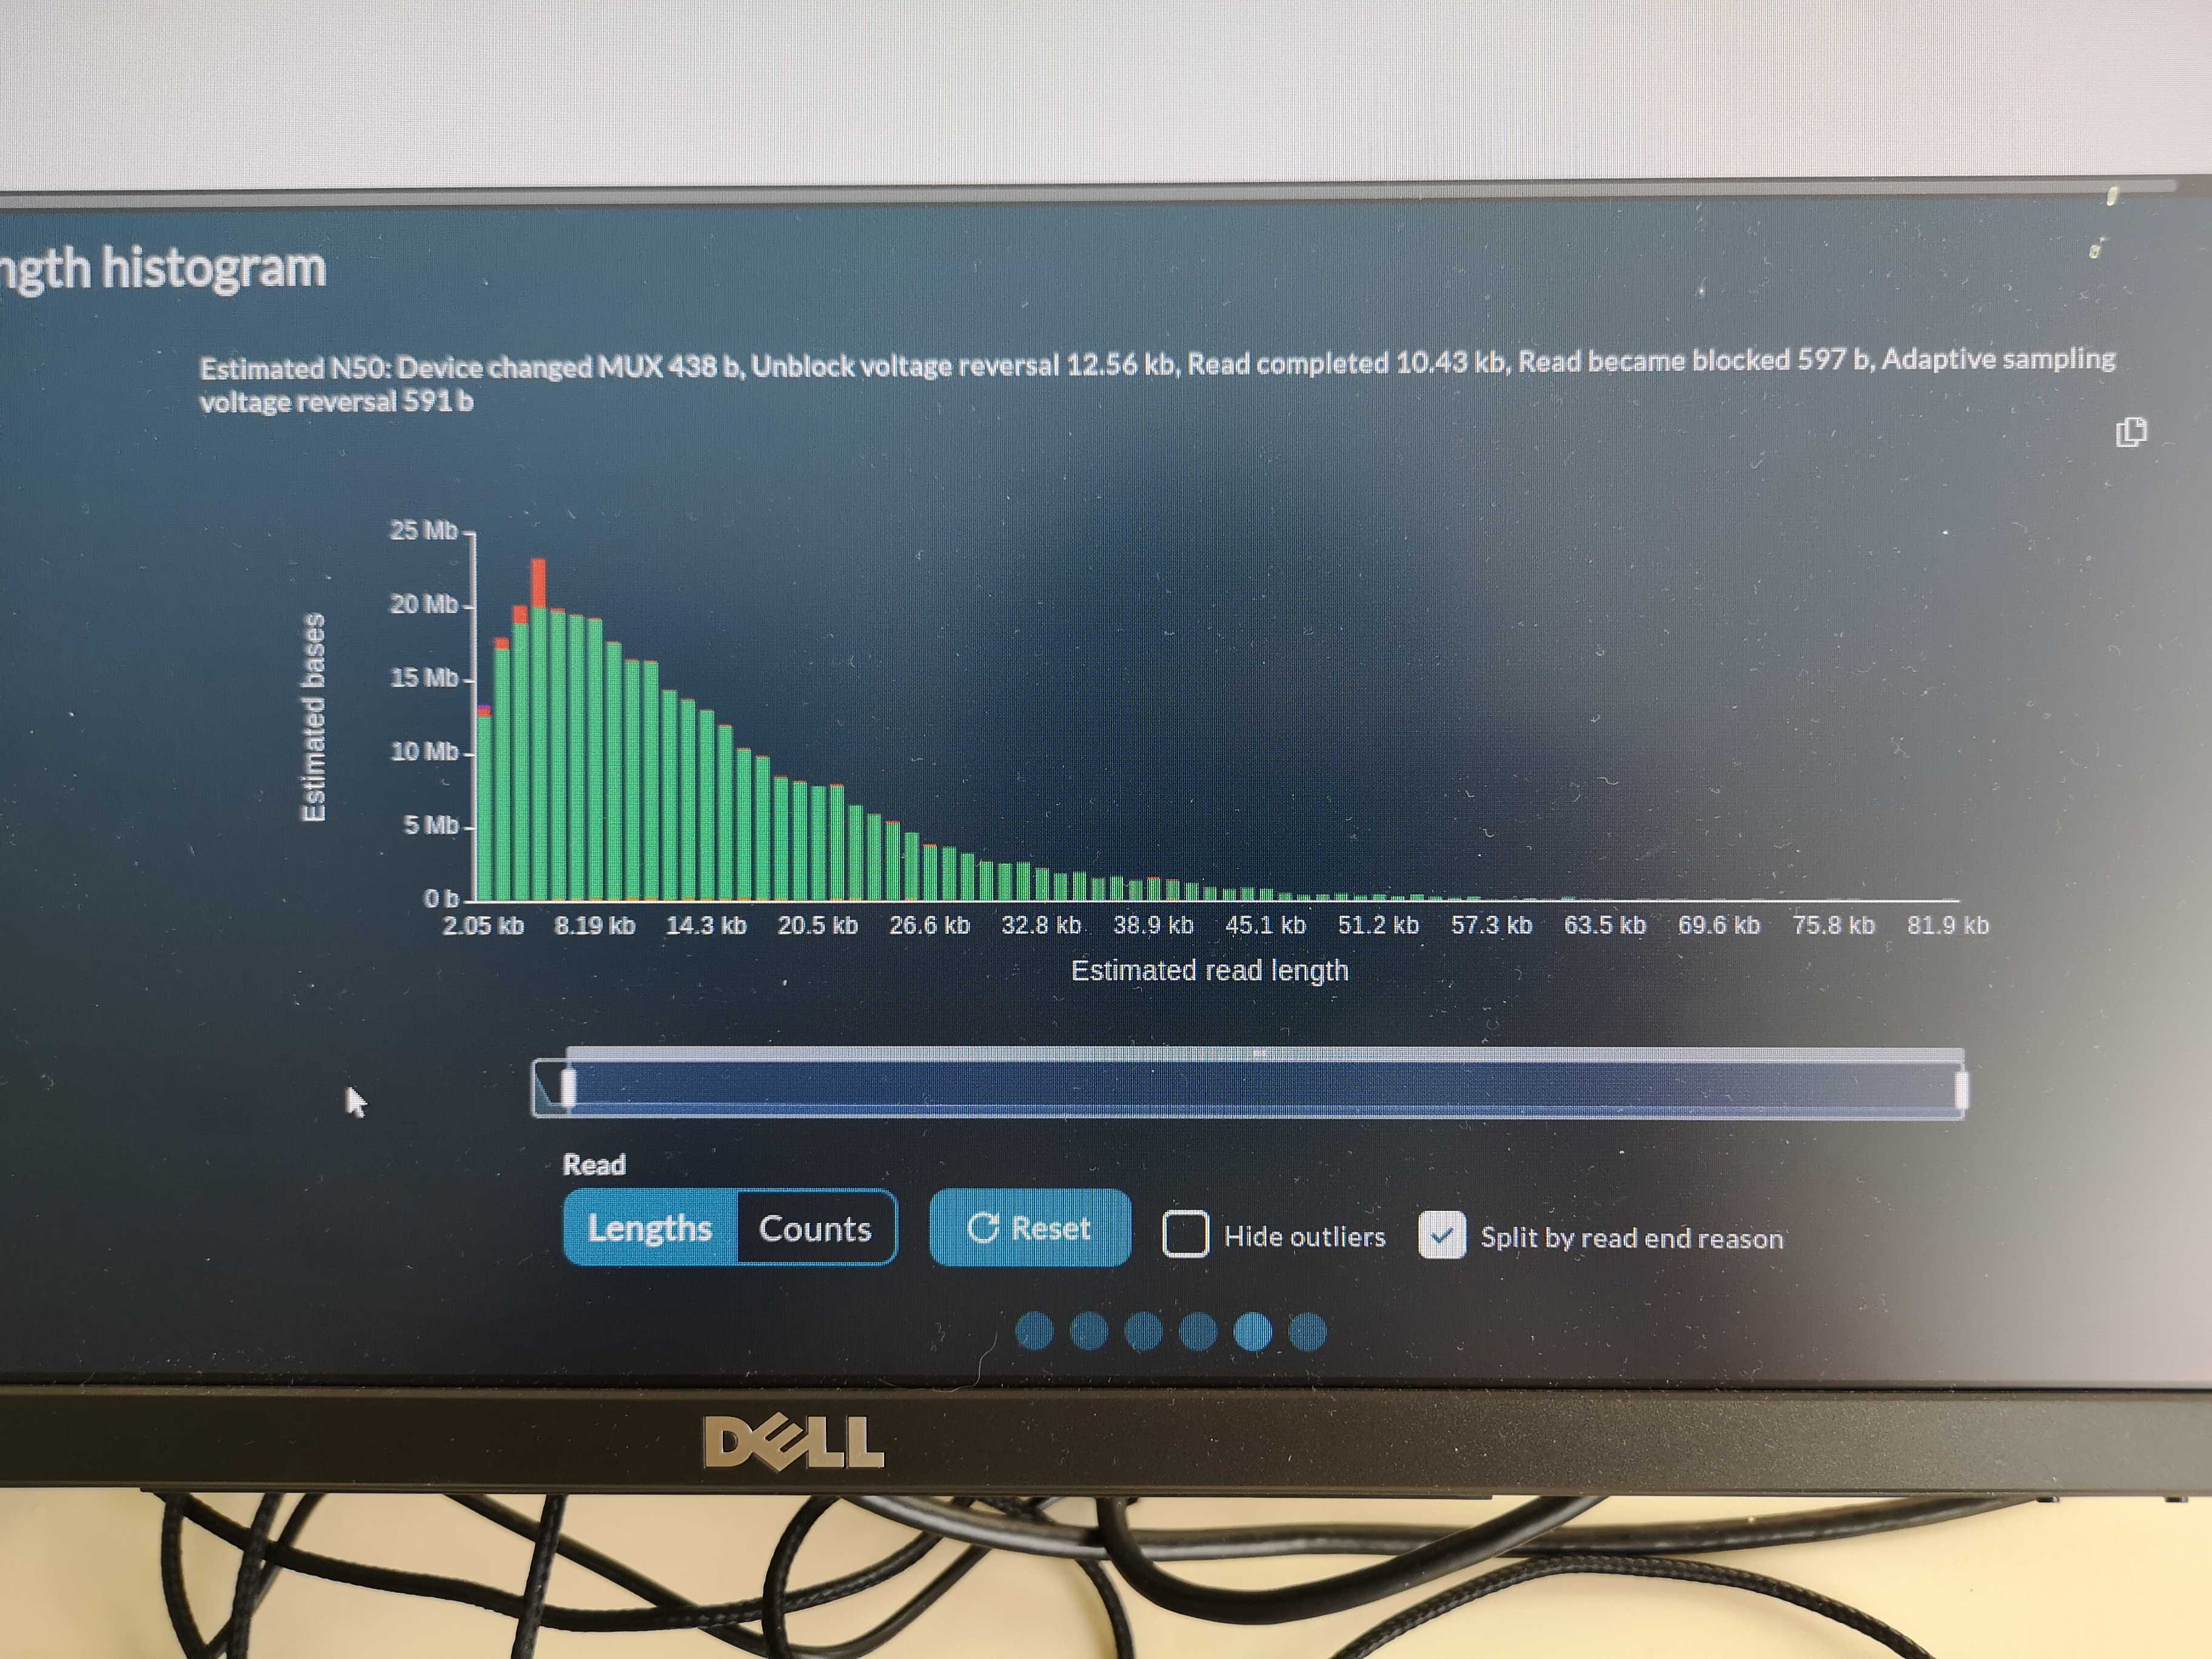 ngth histogram
Estimated N50: Device changed MUX 438 b, Unblock voltage reversal 12.56 kb, Read completed 10.43 kb, Read became blocked 597 b, Adaptive sampling
voltage reversal 591 b
Estimated bases
25 Mb
20 Mb
15 Mb
10 Mb
5 Mb
0 b
2.05 kb 8.19 kb 14.3 kb 20.5 kb 26.6 kb 32.8 kb 38.9 kb 45.1 kb 51.2 kb 57.3 kb 63.5 kb 69.6 kb 75.8 kb 81.9 kb
Estimated read length
Read
Lengths Counts Reset Hide outliers Split by read end reason
DELL